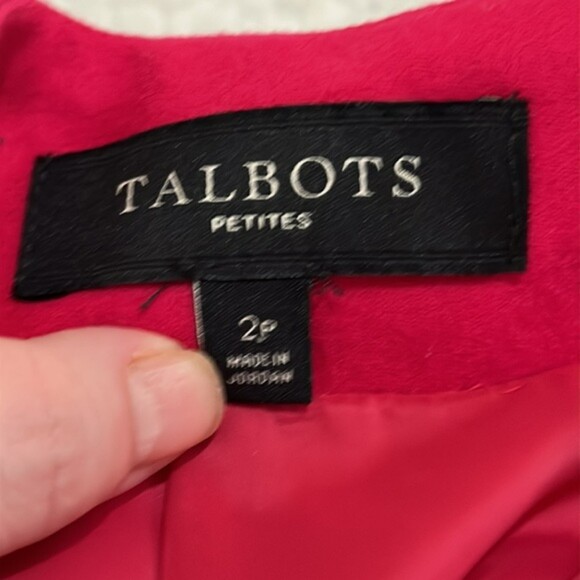 TALBOTS
PETITES
2P
MADE IN
JORDAN